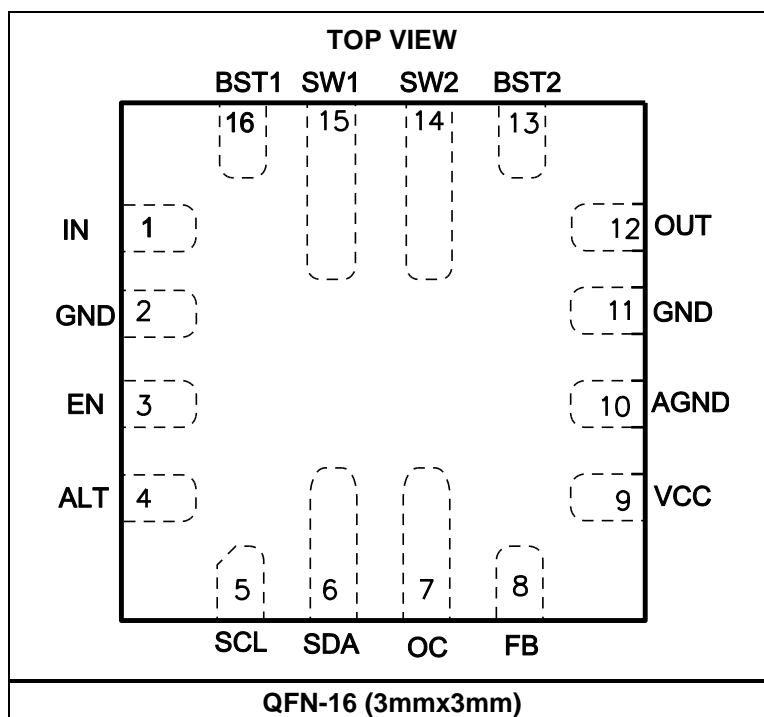 TOP VIEW
BST1 SW1 SW2 BST2
16 15 14 13
IN 1 12 OUT
GND 2 11 GND
EN 3 10 AGND
ALT 4 9 VCC
5 6 7 8
SCL SDA OC FB
QFN-16 (3mmx3mm)